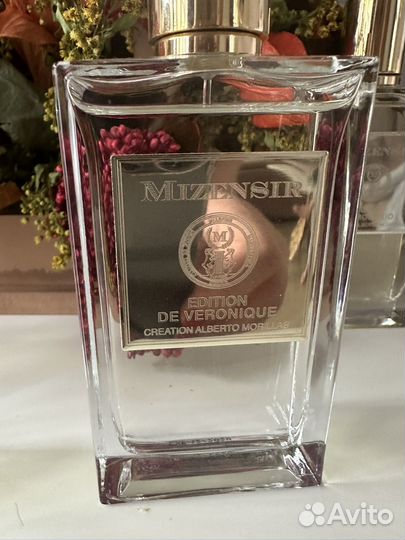 MIZENSIR
M
EDITION
DE VERONIQUE
CREATION ALBERTO MORILLAS
Avito